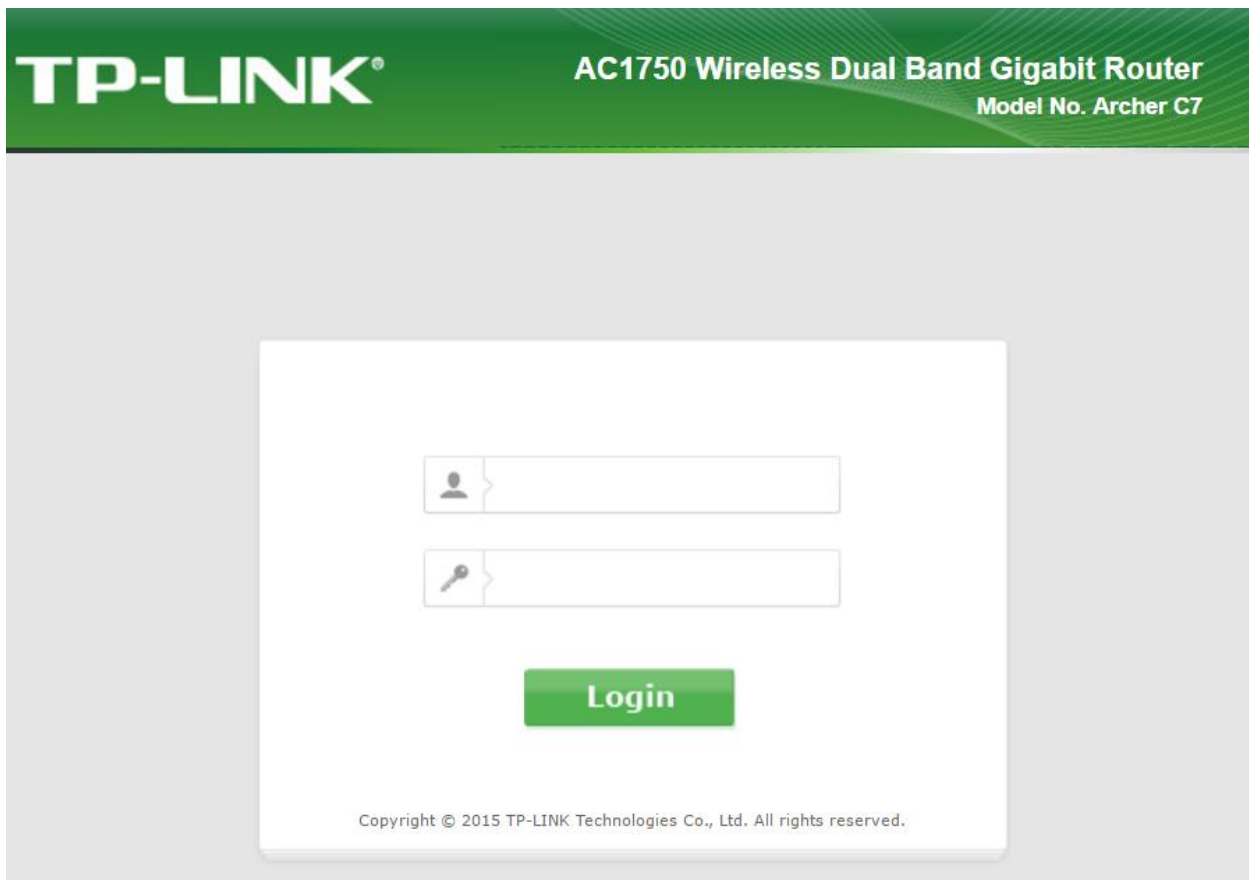 TP-LINK®
AC1750 Wireless Dual Band Gigabit Router
Model No. Archer C7
Login
Copyright © 2015 TP-LINK Technologies Co., Ltd. All rights reserved.